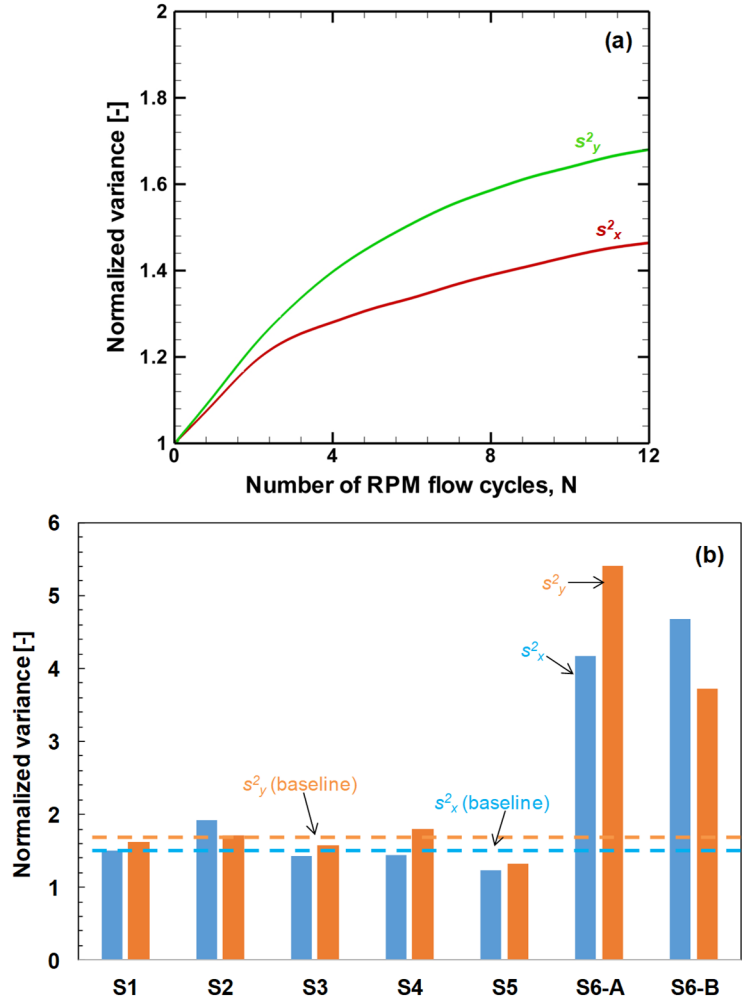 (a)
2
1.8
1.6
1.4
1.2
1
Normalized variance [-]
s²y
s²x
0
4
8
12
Number of RPM flow cycles, N
(b)
6
5
4
3
2
1
0
Normalized variance [-]
s²y
s²x
s²y (baseline)
s²x (baseline)
S1 S2 S3 S4 S5 S6-A S6-B